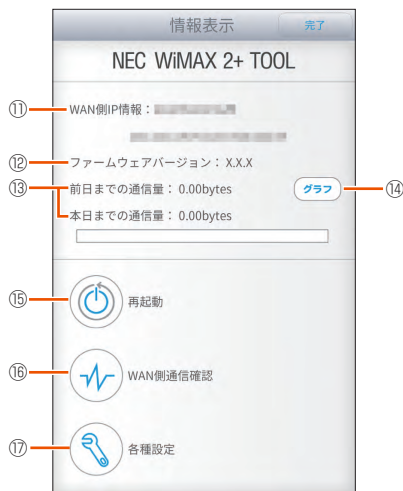 情報表示 完了
NEC WiMAX 2+ TOOL
⑪ WAN側IP情報：
⑫ ファームウェアバージョン： X.X.X
⑬ 前日までの通信量： 0.00bytes グラフ ⑭
本日までの通信量： 0.00bytes
⑮ 再起動
⑯ WAN側通信確認
⑰ 各種設定